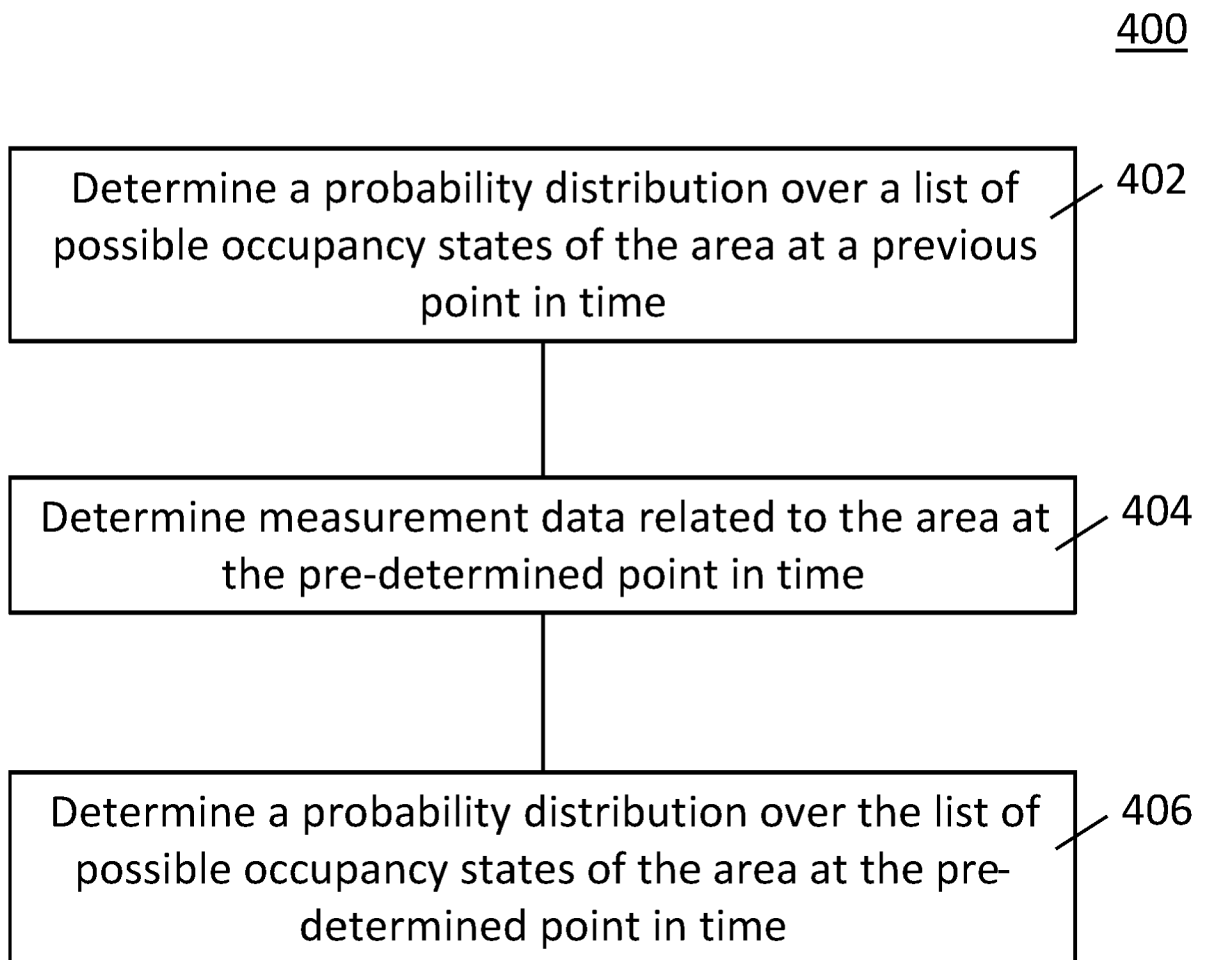 400
Determine a probability distribution over a list of
possible occupancy states of the area at a previous
point in time
402
Determine measurement data related to the area at
the pre-determined point in time
404
Determine a probability distribution over the list of
possible occupancy states of the area at the pre-
determined point in time
406